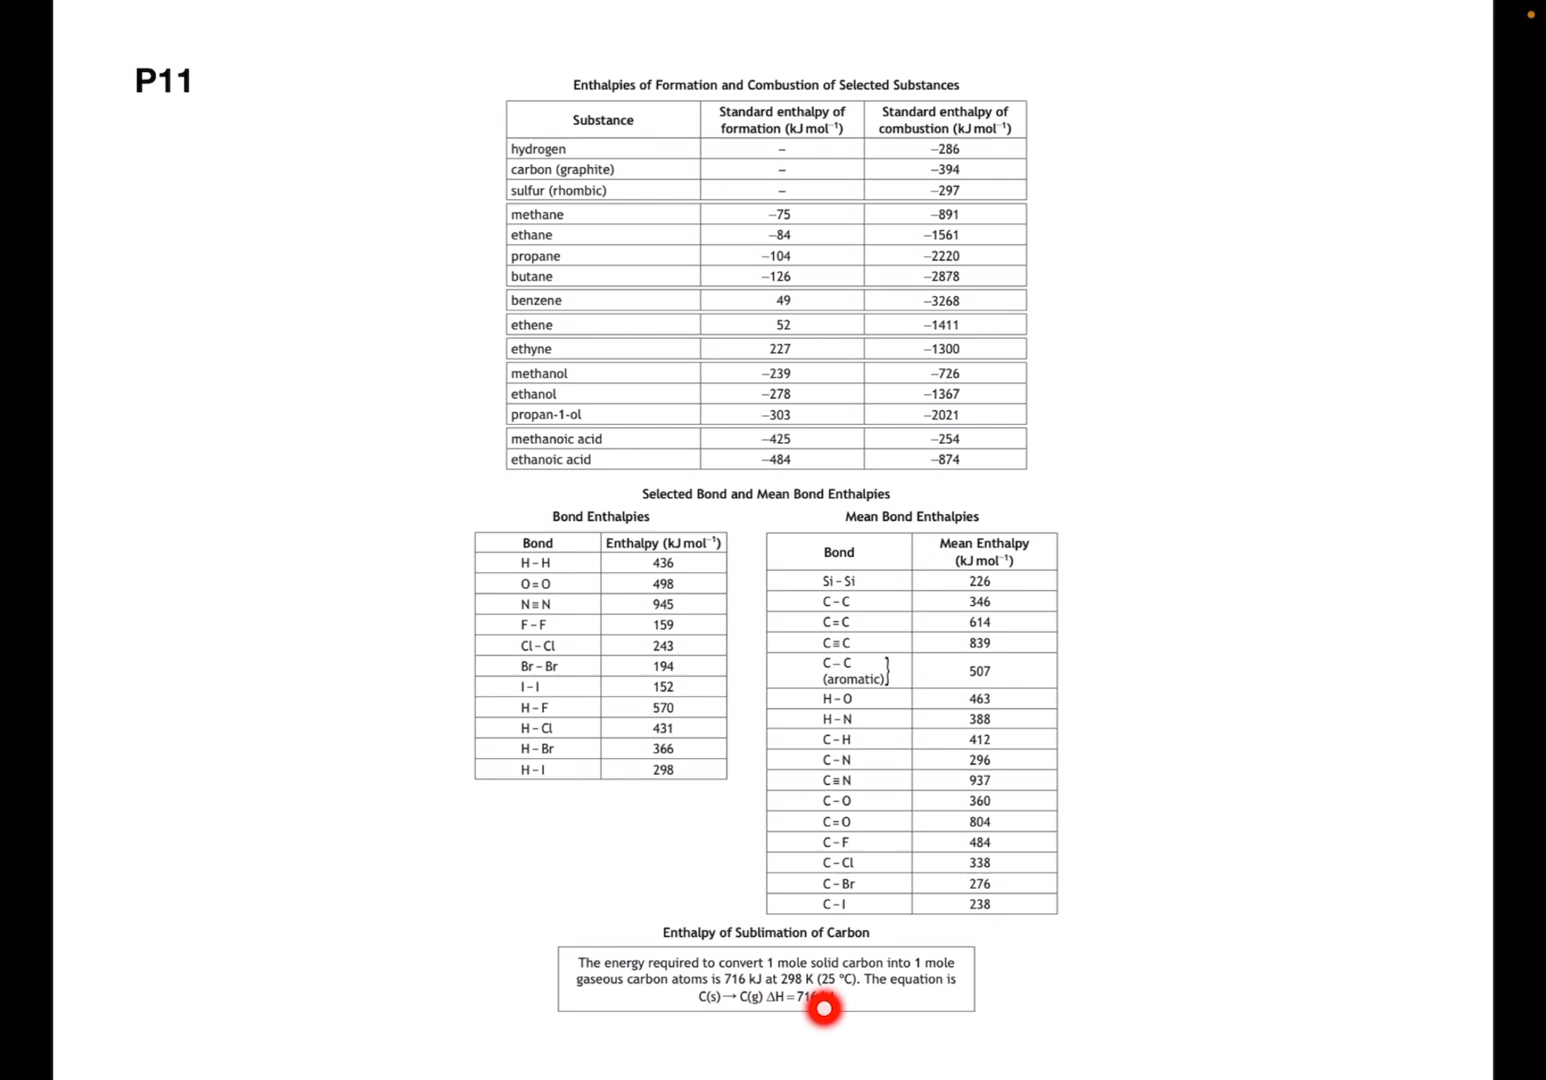 P11
Enthalpies of Formation and Combustion of Selected Substances
Substance Standard enthalpy of formation (kJ mol⁻¹) Standard enthalpy of combustion (kJ mol⁻¹)
hydrogen – –286
carbon (graphite) – –394
sulfur (rhombic) – –297
methane –75 –891
ethane –84 –1561
propane –104 –2220
butane –126 –2878
benzene 49 –3268
ethene 52 –1411
ethyne 227 –1300
methanol –239 –726
ethanol –278 –1367
propan-1-ol –303 –2021
methanoic acid –425 –254
ethanoic acid –484 –874
Selected Bond and Mean Bond Enthalpies
Bond Enthalpies
Bond Enthalpy (kJ mol⁻¹)
H–H 436
O=O 498
N≡N 945
F–F 159
Cl–Cl 243
Br–Br 194
I–I 152
H–F 570
H–Cl 431
H–Br 366
H–I 298
Mean Bond Enthalpies
Bond Mean Enthalpy (kJ mol⁻¹)
Si–Si 226
C–C 346
C=C 614
C≡C 839
C–C (aromatic) 507
H–O 463
H–N 388
C–H 412
C–N 296
C≡N 937
C–O 360
C=O 804
C–F 484
C–Cl 338
C–Br 276
C–I 238
Enthalpy of Sublimation of Carbon
The energy required to convert 1 mole solid carbon into 1 mole
gaseous carbon atoms is 716 kJ at 298 K (25 °C). The equation is
C(s)→ C(g) ΔH=